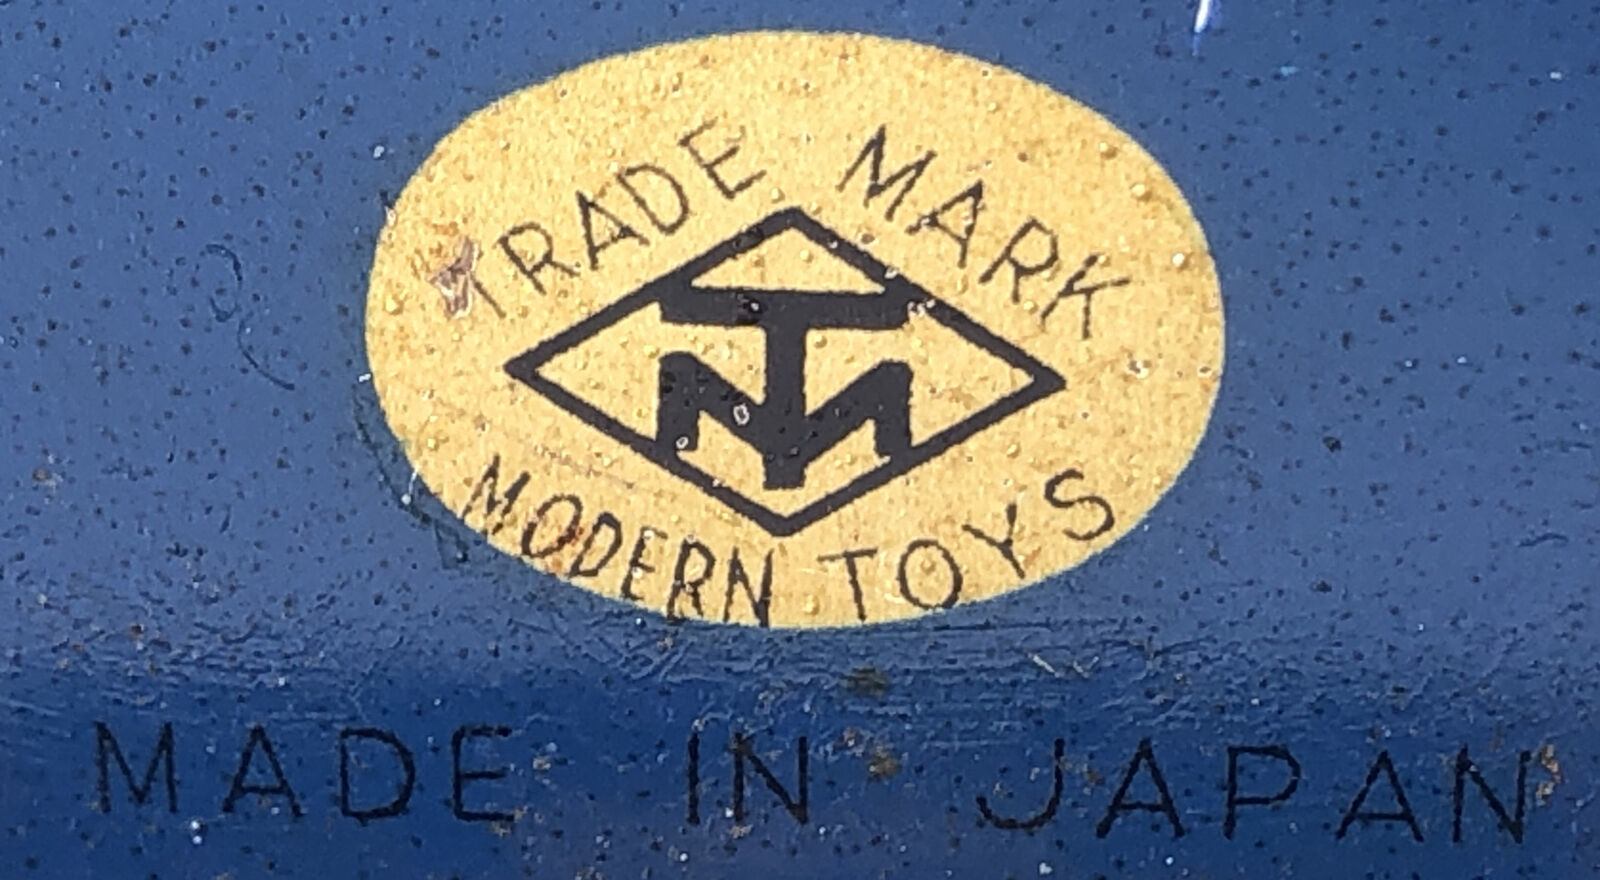 TRADE MARK
TM
MODERN TOYS
MADE IN JAPAN